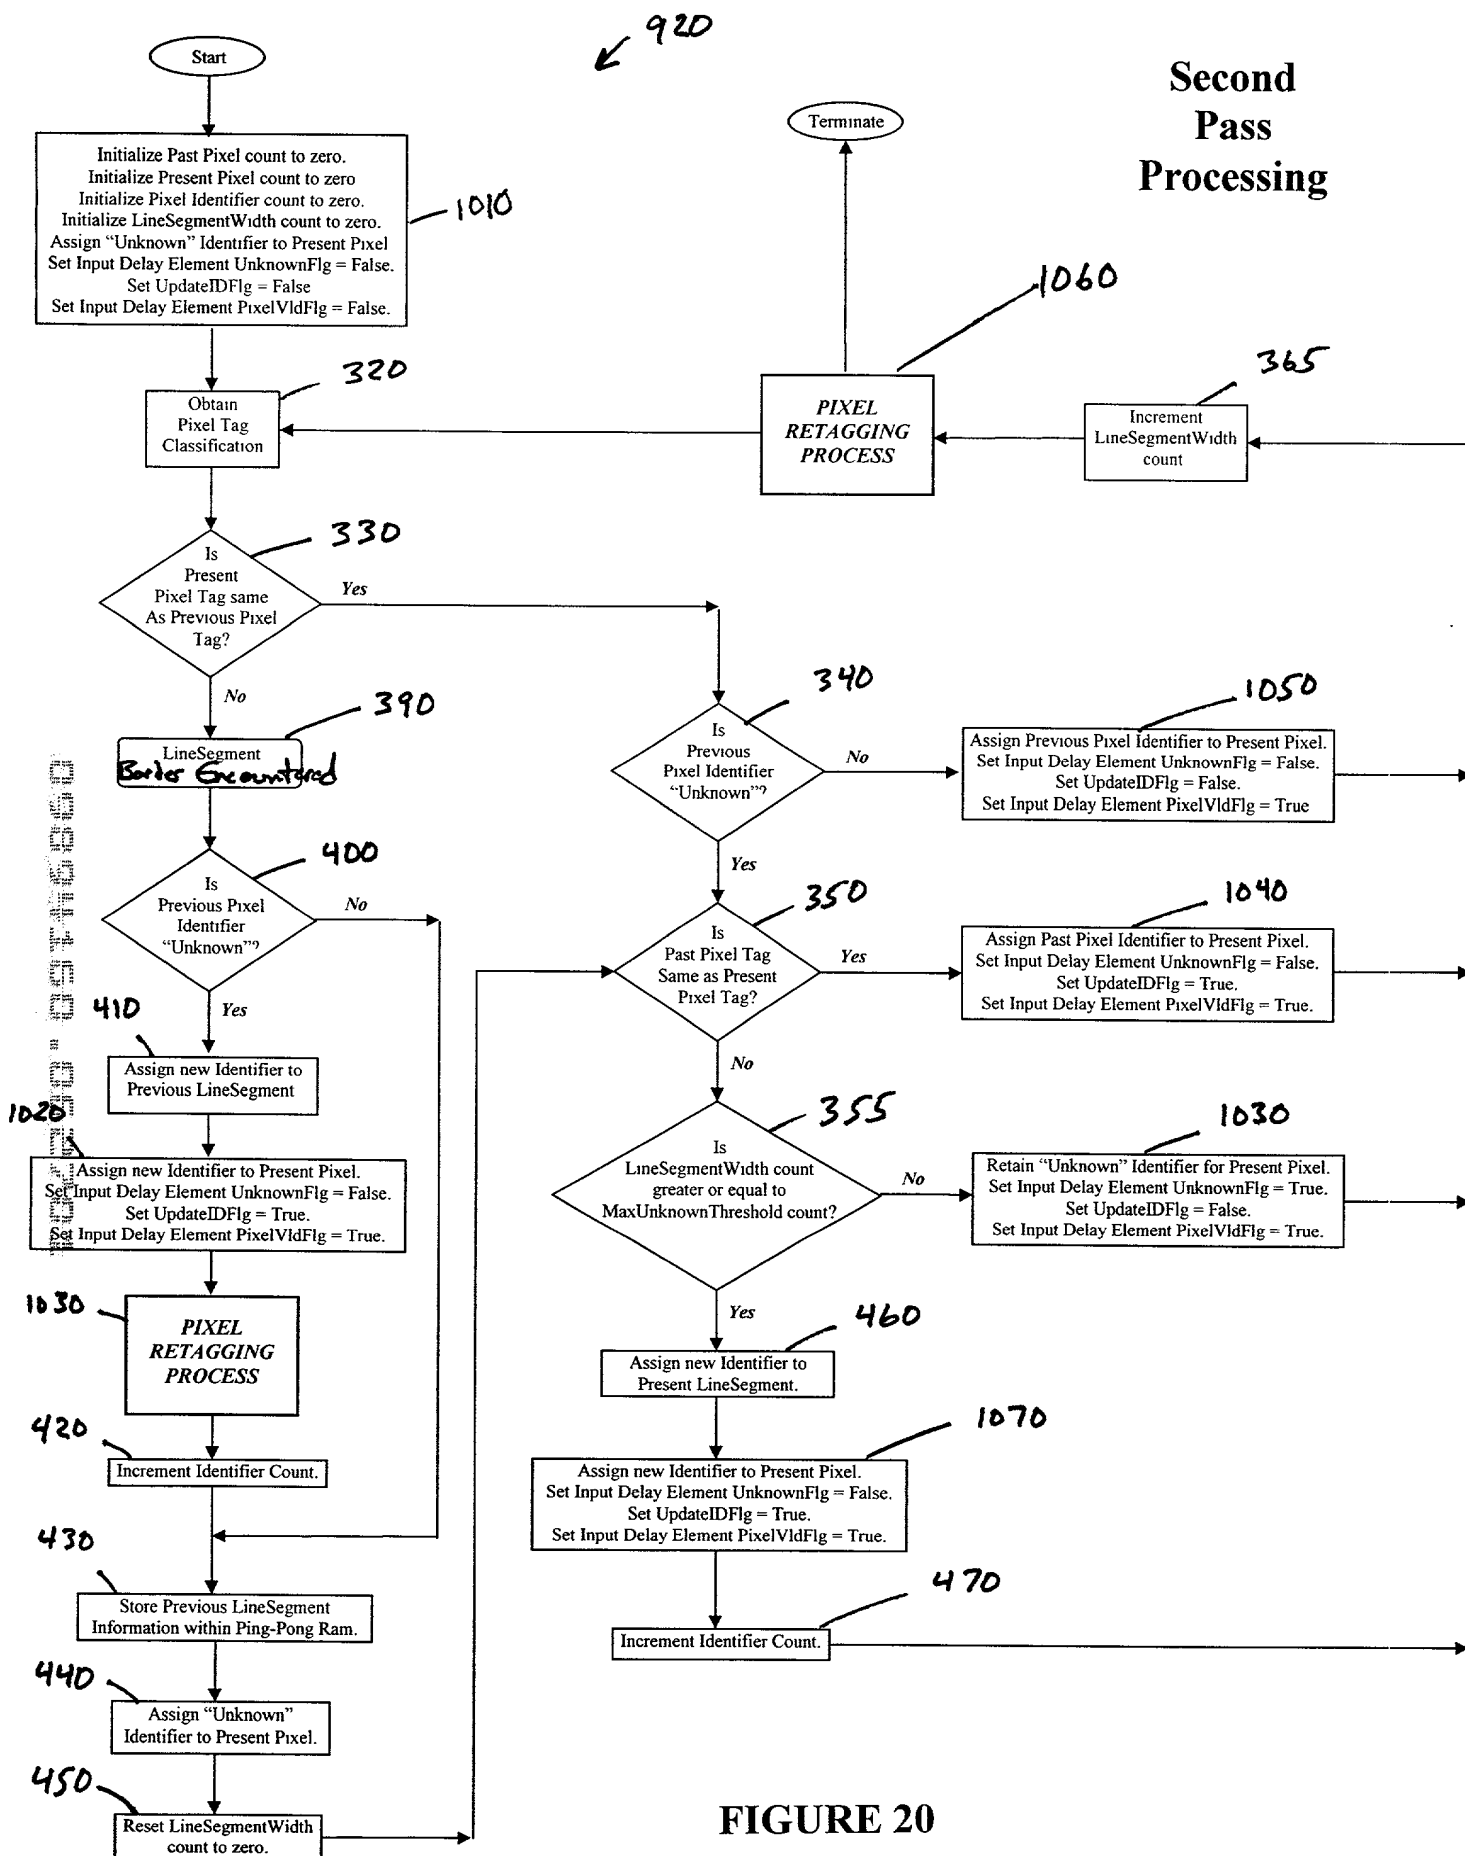 920
Start
Second
Pass
Processing
Terminate
Initialize Past Pixel count to zero.
Initialize Present Pixel count to zero
Initialize Pixel Identifier count to zero.
Initialize LineSegmentWidth count to zero.
Assign “Unknown” Identifier to Present Pixel
Set Input Delay Element UnknownFlg = False.
Set UpdateIDFlg = False
Set Input Delay Element PixelVldFlg = False.
1010
1060
320
365
Obtain
Pixel Tag
Classification
PIXEL
RETAGGING
PROCESS
Increment
LineSegmentWidth
count
330
Is
Present
Pixel Tag same
As Previous Pixel
Tag?
Yes
No
390
LineSegment
Border Encountered
340
Is
Previous
Pixel Identifier
“Unknown”?
No
Yes
1050
Assign Previous Pixel Identifier to Present Pixel.
Set Input Delay Element UnknownFlg = False.
Set UpdateIDFlg = False.
Set Input Delay Element PixelVldFlg = True
400
Is
Previous Pixel
Identifier
“Unknown”?
No
Yes
350
Is
Past Pixel Tag
Same as Present
Pixel Tag?
Yes
No
1040
Assign Past Pixel Identifier to Present Pixel.
Set Input Delay Element UnknownFlg = False.
Set UpdateIDFlg = True.
Set Input Delay Element PixelVldFlg = True.
410
Assign new Identifier to
Previous LineSegment
1020
Assign new Identifier to Present Pixel.
Set Input Delay Element UnknownFlg = False.
Set UpdateIDFlg = True.
Set Input Delay Element PixelVldFlg = True.
355
Is
LineSegmentWidth count
greater or equal to
MaxUnknownThreshold count?
No
Yes
1030
Retain “Unknown” Identifier for Present Pixel.
Set Input Delay Element UnknownFlg = True.
Set UpdateIDFlg = False.
Set Input Delay Element PixelVldFlg = True.
1030
PIXEL
RETAGGING
PROCESS
460
Assign new Identifier to
Present LineSegment.
420
Increment Identifier Count.
1070
Assign new Identifier to Present Pixel.
Set Input Delay Element UnknownFlg = False.
Set UpdateIDFlg = True.
Set Input Delay Element PixelVldFlg = True.
430
Store Previous LineSegment
Information within Ping-Pong Ram.
470
Increment Identifier Count.
440
Assign “Unknown”
Identifier to Present Pixel.
450
Reset LineSegmentWidth
count to zero.
FIGURE 20